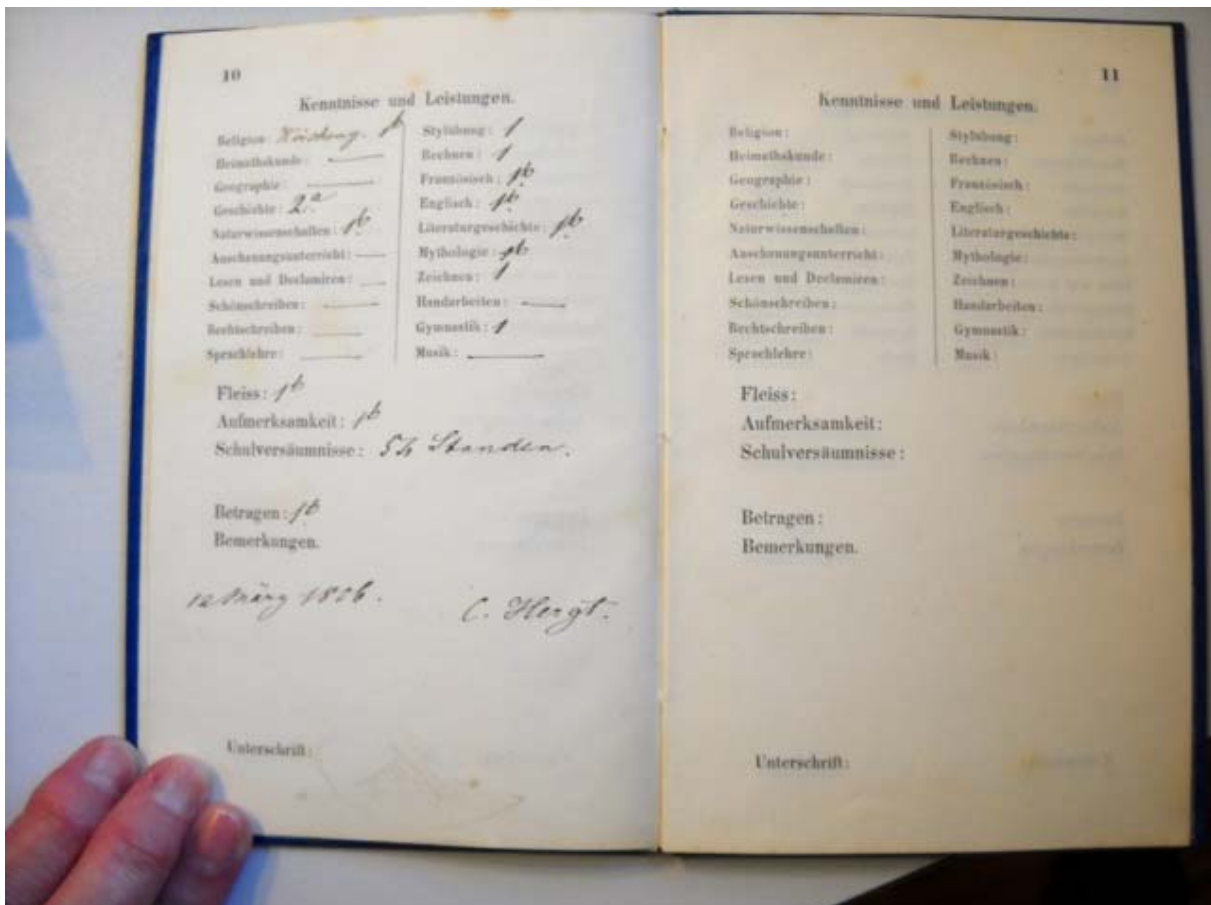 10
Kenntnisse und Leistungen.
Religion: 1b
Heimathskunde: —
Geographie: —
Geschichte: 2a
Naturwissenschaften: 1b
Anschauungsunterricht: —
Lesen und Declamiren: —
Schönschreiben: —
Rechtschreiben: —
Sprachlehre: —
Stylübung: 1
Rechnen: 1
Französisch: 1b
Englisch: 1b
Literaturgeschichte: 1b
Mythologie: 1b
Zeichnen: 1
Handarbeiten: —
Gymnastik: 1
Musik: —
Fleiss: 1b
Aufmerksamkeit: 1b
Schulversäumnisse: Stunden.
Betragen: 1b
Bemerkungen.
12 März
C. Hergt.
Unterschrift:
11
Kenntnisse und Leistungen.
Religion:
Heimathskunde:
Geographie:
Geschichte:
Naturwissenschaften:
Anschauungsunterricht:
Lesen und Declamiren:
Schönschreiben:
Rechtschreiben:
Sprachlehre:
Stylübung:
Rechnen:
Französisch:
Englisch:
Literaturgeschichte:
Mythologie:
Zeichnen:
Handarbeiten:
Gymnastik:
Musik:
Fleiss:
Aufmerksamkeit:
Schulversäumnisse:
Betragen:
Bemerkungen.
Unterschrift: